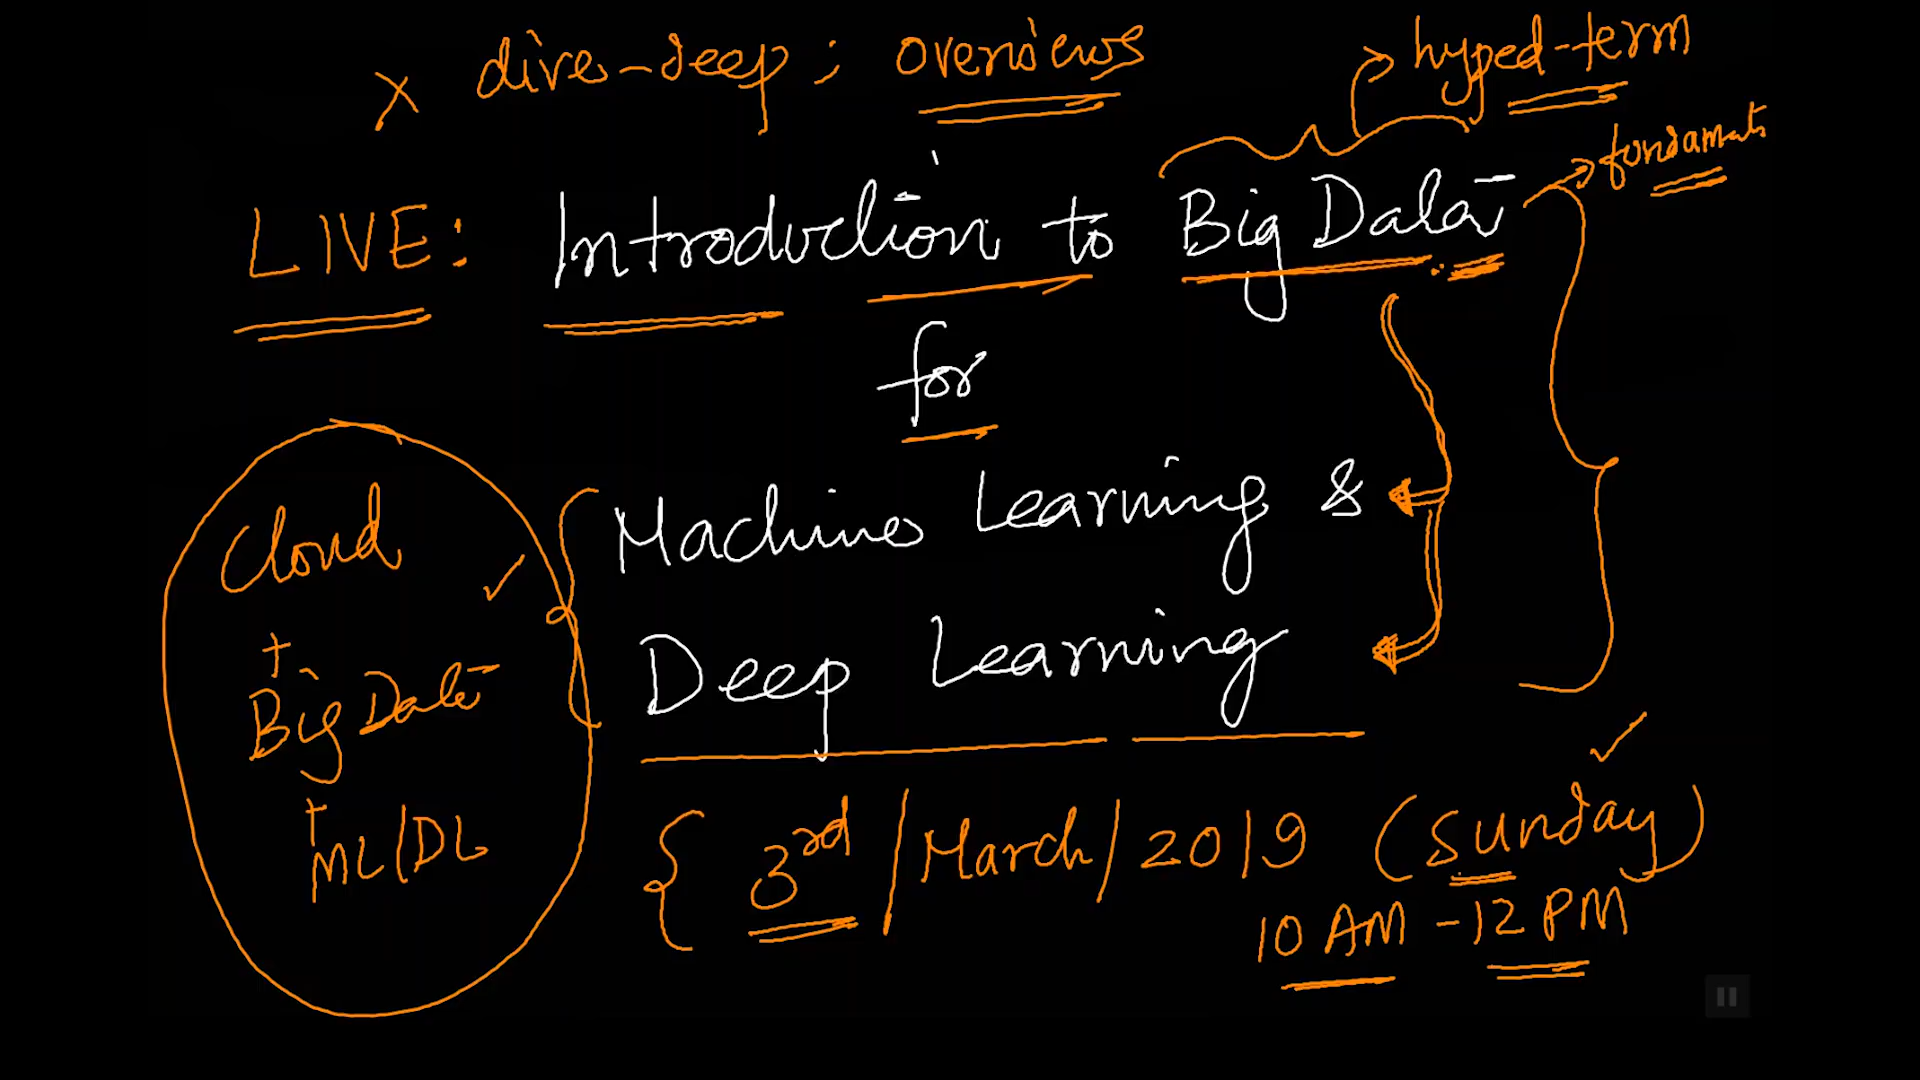 x dive-deep; overviews
hyped-term
LIVE: Introduction to Big Data
for
Machine Learning &
Deep Learning
Cloud
+
Big Data
+
ML/DL
3rd/March/2019 (Sunday)
10 AM - 12 PM